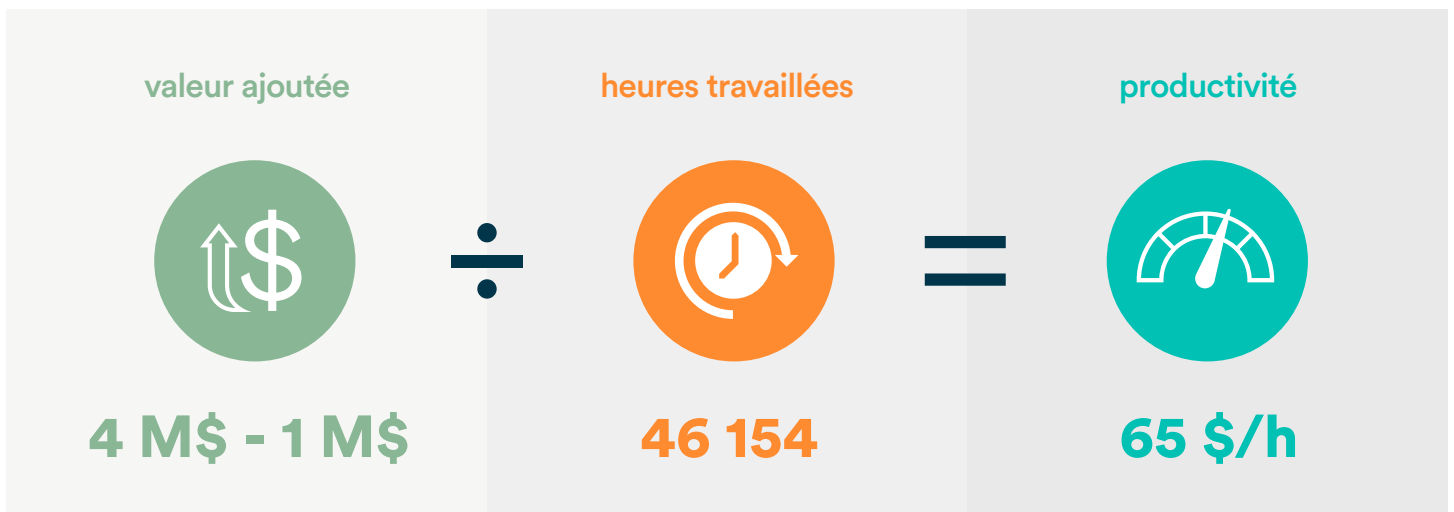 valeur ajoutée
heures travaillées
productivité
$
÷
=
4 M$ - 1 M$
46 154
65 $/h